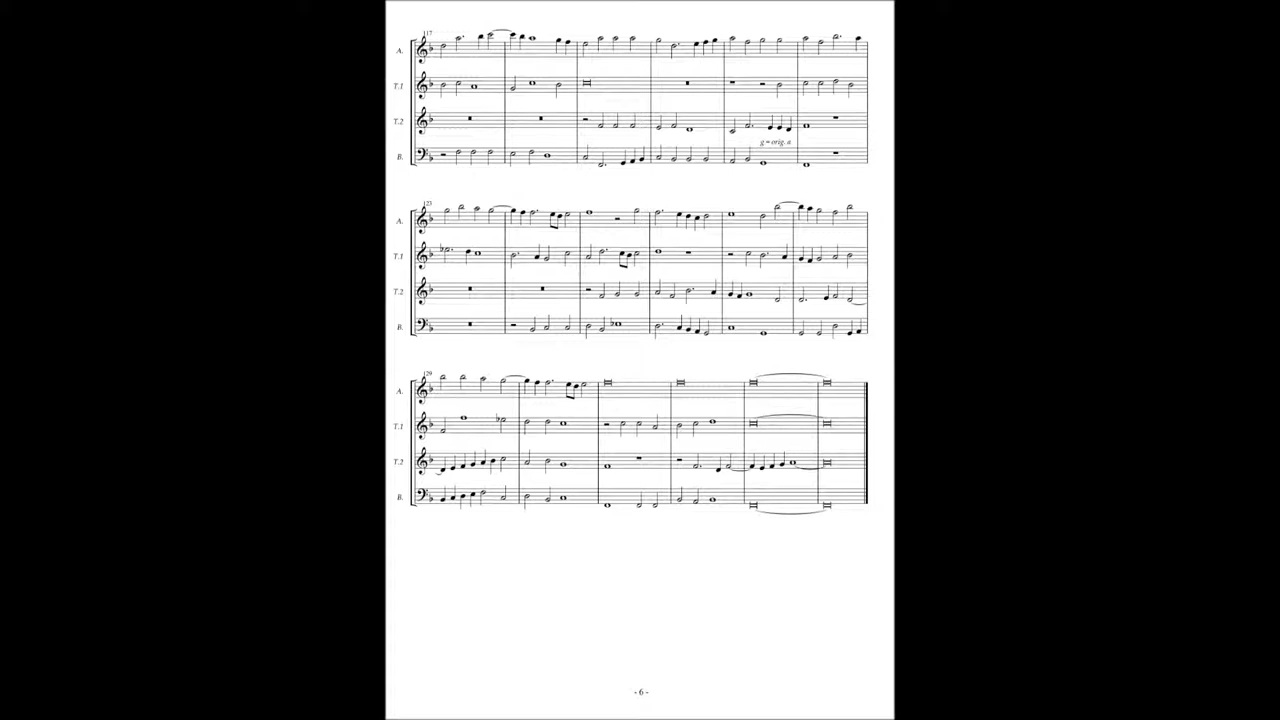 117
A.
T.1
T.2
g = orig. a
B.
123
A.
T.1
T.2
B.
129
A.
T.1
T.2
B.
- 6 -